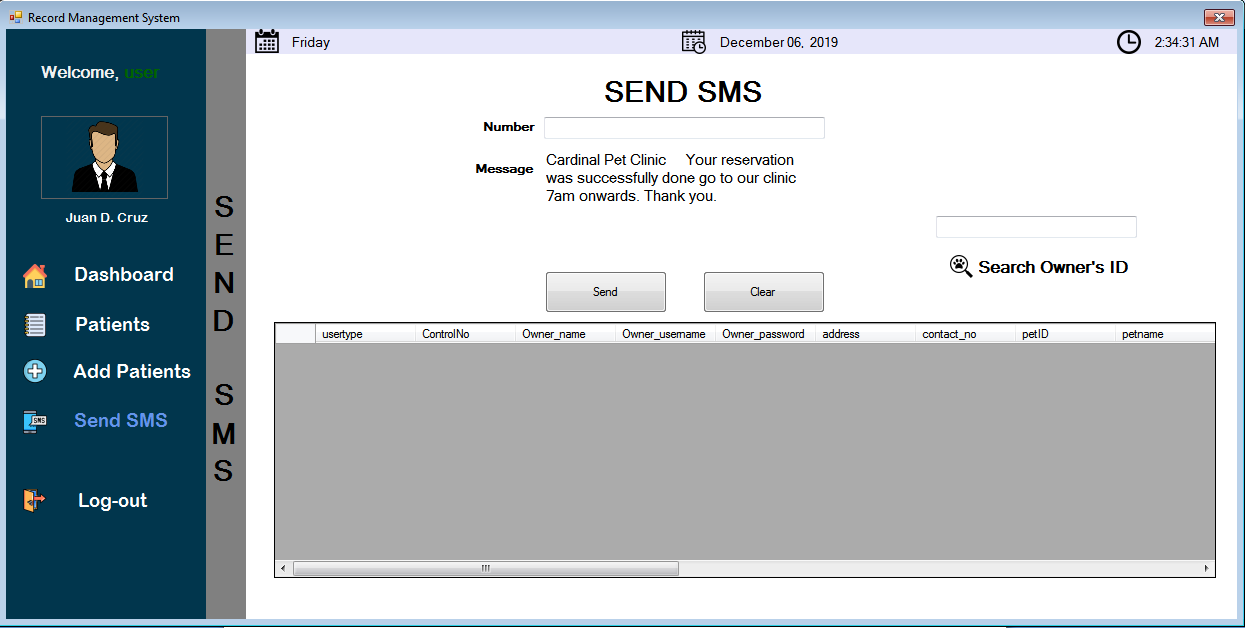 Record Management System
Friday
December 06, 2019
2:34:31 AM
Welcome, user
Juan D. Cruz
Dashboard
Patients
Add Patients
SMS
Send SMS
Log-out
S
E
N
D
S
M
S
SEND SMS
Number
Message
Cardinal Pet Clinic Your reservation
was successfully done go to our clinic
7am onwards. Thank you.
Search Owner's ID
Send
Clear
usertype ControlNo Owner_name Owner_username Owner_password address contact_no petID petname